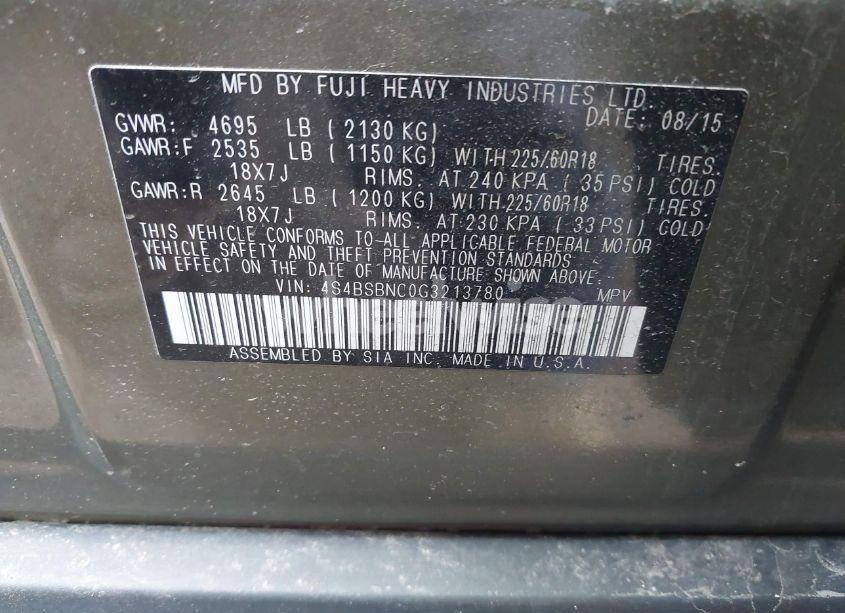 MFD BY FUJI HEAVY INDUSTRIES LTD.
DATE: 08/15
GVWR: 4695 LB ( 2130 KG)
GAWR:F 2535 LB ( 1150 KG) WITH 225/60R18 TIRES.
18X7J RIMS. AT 240 KPA ( 35 PSI) COLD
GAWR:R 2645 LB ( 1200 KG) WITH 225/60R18 TIRES.
18X7J RIMS. AT 230 KPA ( 33 PSI) COLD
THIS VEHICLE CONFORMS TO ALL APPLICABLE FEDERAL MOTOR
VEHICLE SAFETY AND THEFT PREVENTION STANDARDS
IN EFFECT ON THE DATE OF MANUFACTURE SHOWN ABOVE.
VIN: 4S4BSBNC0G3213780 MPV
ASSEMBLED BY SIA INC. MADE IN U.S.A.